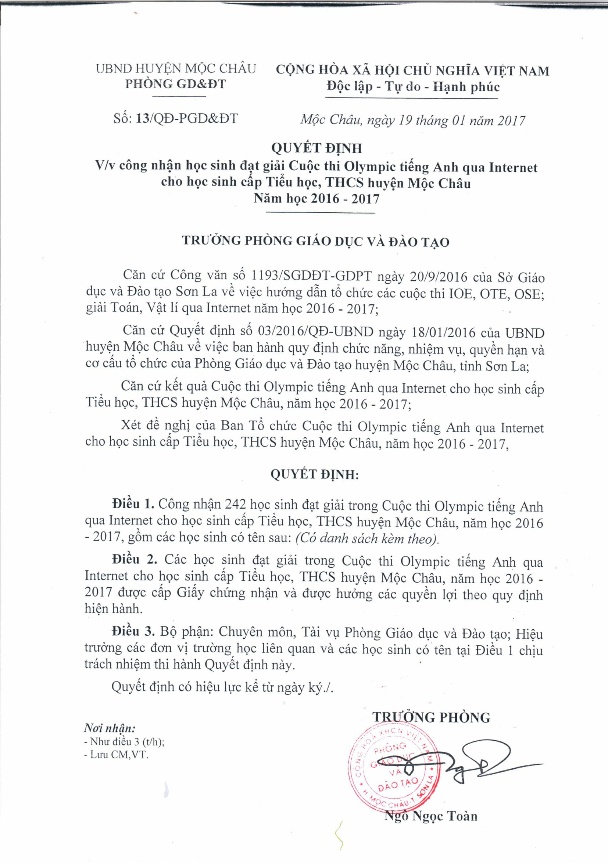 UBND HUYỆN MỘC CHÂU
PHÒNG GD&ĐT
CỘNG HÒA XÃ HỘI CHỦ NGHĨA VIỆT NAM
Độc lập - Tự do - Hạnh phúc
Số: 13/QĐ-PGD&ĐT
Mộc Châu, ngày 19 tháng 01 năm 2017
QUYẾT ĐỊNH
V/v công nhận học sinh đạt giải Cuộc thi Olympic tiếng Anh qua Internet
cho học sinh cấp Tiểu học, THCS huyện Mộc Châu
Năm học 2016 - 2017
TRƯỞNG PHÒNG GIÁO DỤC VÀ ĐÀO TẠO
Căn cứ Công văn số 1193/SGDĐT-GDPT ngày 20/9/2016 của Sở Giáo
dục và Đào tạo Sơn La về việc hướng dẫn tổ chức các cuộc thi IOE, OTE, OSE;
giải Toán, Vật lí qua Internet năm học 2016 - 2017;
Căn cứ Quyết định số 03/2016/QĐ-UBND ngày 18/01/2016 của UBND
huyện Mộc Châu về việc ban hành quy định chức năng, nhiệm vụ, quyền hạn và
cơ cấu tổ chức của Phòng Giáo dục và Đào tạo huyện Mộc Châu, tỉnh Sơn La;
Căn cứ kết quả Cuộc thi Olympic tiếng Anh qua Internet cho học sinh cấp
Tiểu học, THCS huyện Mộc Châu, năm học 2016 - 2017;
Xét đề nghị của Ban Tổ chức Cuộc thi Olympic tiếng Anh qua Internet
cho học sinh cấp Tiểu học, THCS huyện Mộc Châu, năm học 2016 - 2017,
QUYẾT ĐỊNH:
Điều 1. Công nhận 242 học sinh đạt giải trong Cuộc thi Olympic tiếng Anh
qua Internet cho học sinh cấp Tiểu học, THCS huyện Mộc Châu, năm học 2016
- 2017, gồm các học sinh có tên sau: (Có danh sách kèm theo).
Điều 2. Các học sinh đạt giải trong Cuộc thi Olympic tiếng Anh qua
Internet cho học sinh cấp Tiểu học, THCS huyện Mộc Châu, năm học 2016 -
2017 được cấp Giấy chứng nhận và được hưởng các quyền lợi theo quy định
hiện hành.
Điều 3. Bộ phận: Chuyên môn, Tài vụ Phòng Giáo dục và Đào tạo; Hiệu
trưởng các đơn vị trường học liên quan và các học sinh có tên tại Điều 1 chịu
trách nhiệm thi hành Quyết định này.
Quyết định có hiệu lực kể từ ngày ký./.
TRƯỞNG PHÒNG
Nơi nhận:
- Như điều 3 (t/h);
- Lưu CM,VT.
PHÒNG
GIÁO DỤC
VÀ
ĐÀO TẠO
H. MỘC CHÂU T. SƠN LA
Ngô Ngọc Toàn